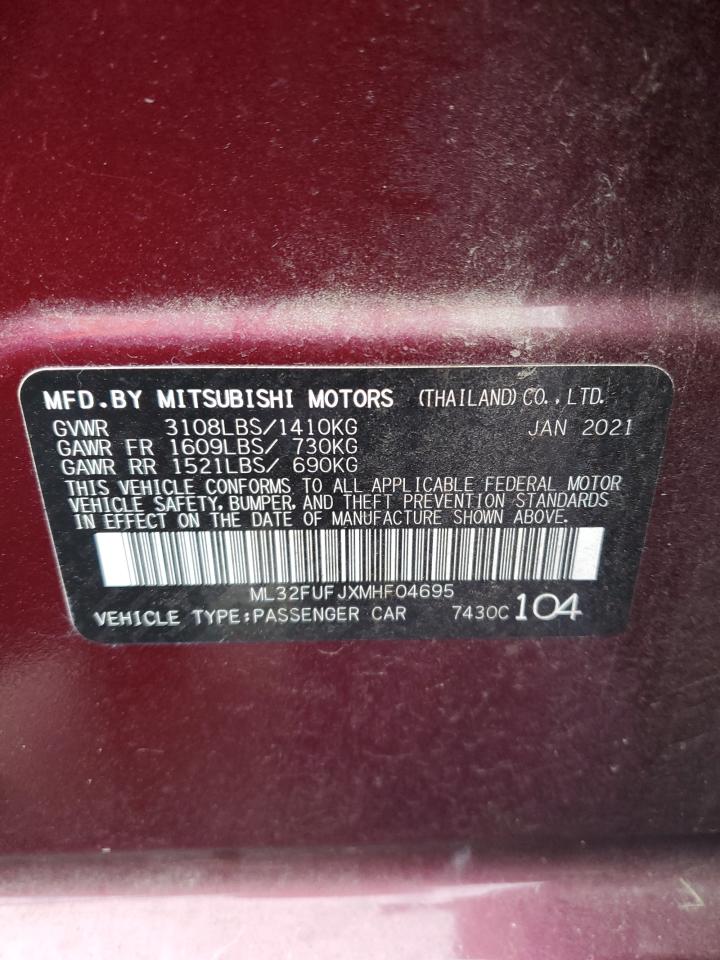 MFD.BY MITSUBISHI MOTORS (THAILAND)CO.,LTD.
GVWR 3108LBS/1410KG JAN 2021
GAWR FR 1609LBS/ 730KG
GAWR RR 1521LBS/ 690KG
THIS VEHICLE CONFORMS TO ALL APPLICABLE FEDERAL MOTOR
VEHICLE SAFETY, BUMPER, AND THEFT PREVENTION STANDARDS
IN EFFECT ON THE DATE OF MANUFACTURE SHOWN ABOVE.
ML32FUFJXMHF04695
VEHICLE TYPE:PASSENGER CAR 7430C 104